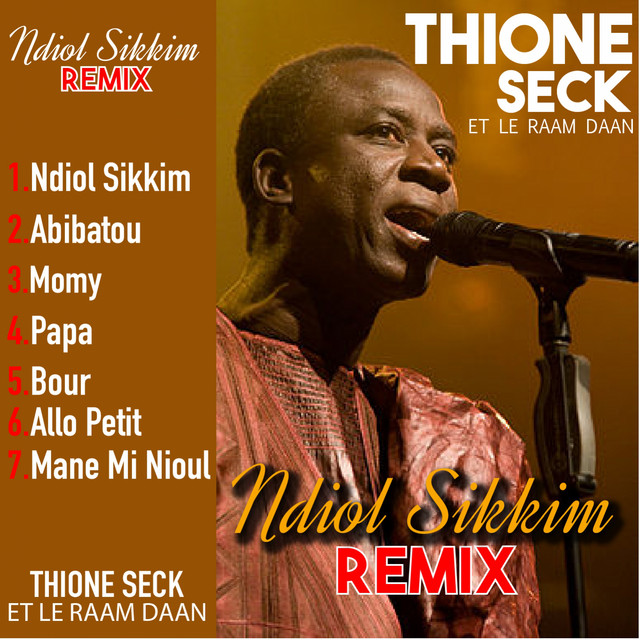 Ndiol Sikkim
REMIX
1.Ndiol Sikkim
2.Abibatou
3.Momy
4.Papa
5.Bour
6.Allo Petit
7.Mane Mi Nioul
THIONE SECK
ET LE RAAM DAAN
THIONE
SECK
ET LE RAAM DAAN
Ndiol Sikkim
REMIX